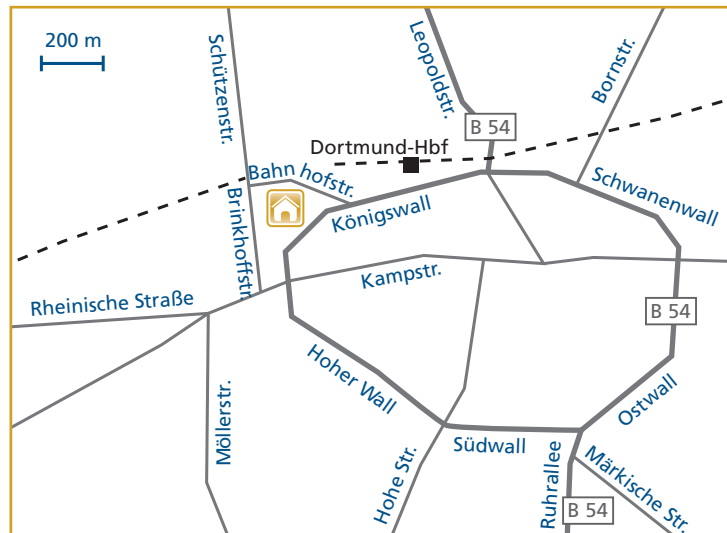 200 m
Schützenstr.
Leopoldstr.
Bornstr.
B 54
Dortmund-Hbf
Bahn hofstr.
Schwanenwall
Brinkhoffstr.
Königswall
Kampstr.
Rheinische Straße
B 54
Hoher Wall
Ostwall
Möllerstr.
Südwall
Hohe Str.
Ruhrallee
Märkische Str.
B 54